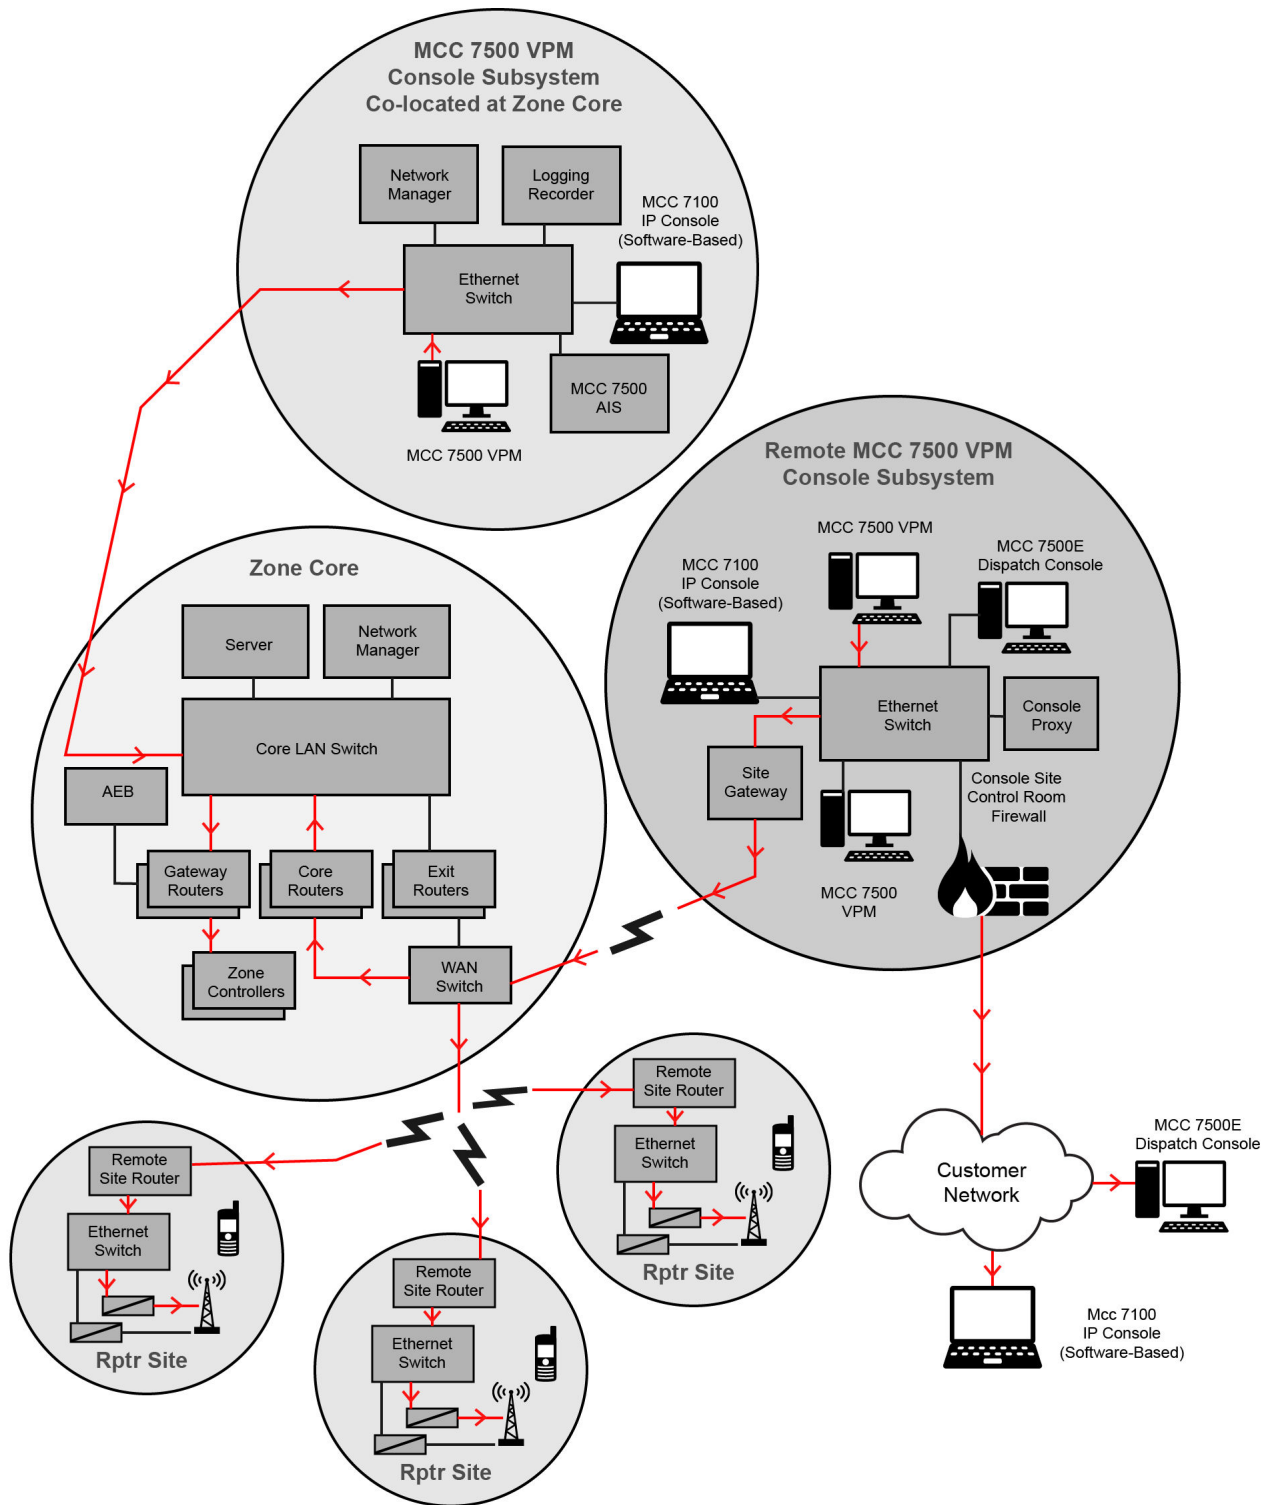 MCC 7500 VPM
Console Subsystem
Co-located at Zone Core
Network
Manager
Logging
Recorder
MCC 7100
IP Console
(Software-Based)
Ethernet
Switch
MCC 7500
AIS
MCC 7500 VPM
Remote MCC 7500 VPM
Console Subsystem
MCC 7500 VPM
MCC 7500E
Dispatch Console
MCC 7100
IP Console
(Software-Based)
Ethernet
Switch
Console
Proxy
Site
Gateway
Console Site
Control Room
Firewall
MCC 7500
VPM
Zone Core
Server
Network
Manager
Core LAN Switch
AEB
Gateway
Routers
Core
Routers
Exit
Routers
Zone
Controllers
WAN
Switch
Remote
Site Router
Ethernet
Switch
Rptr Site
Remote
Site Router
Ethernet
Switch
Rptr Site
Remote
Site Router
Ethernet
Switch
Rptr Site
Customer
Network
MCC 7500E
Dispatch Console
Mcc 7100
IP Console
(Software-Based)